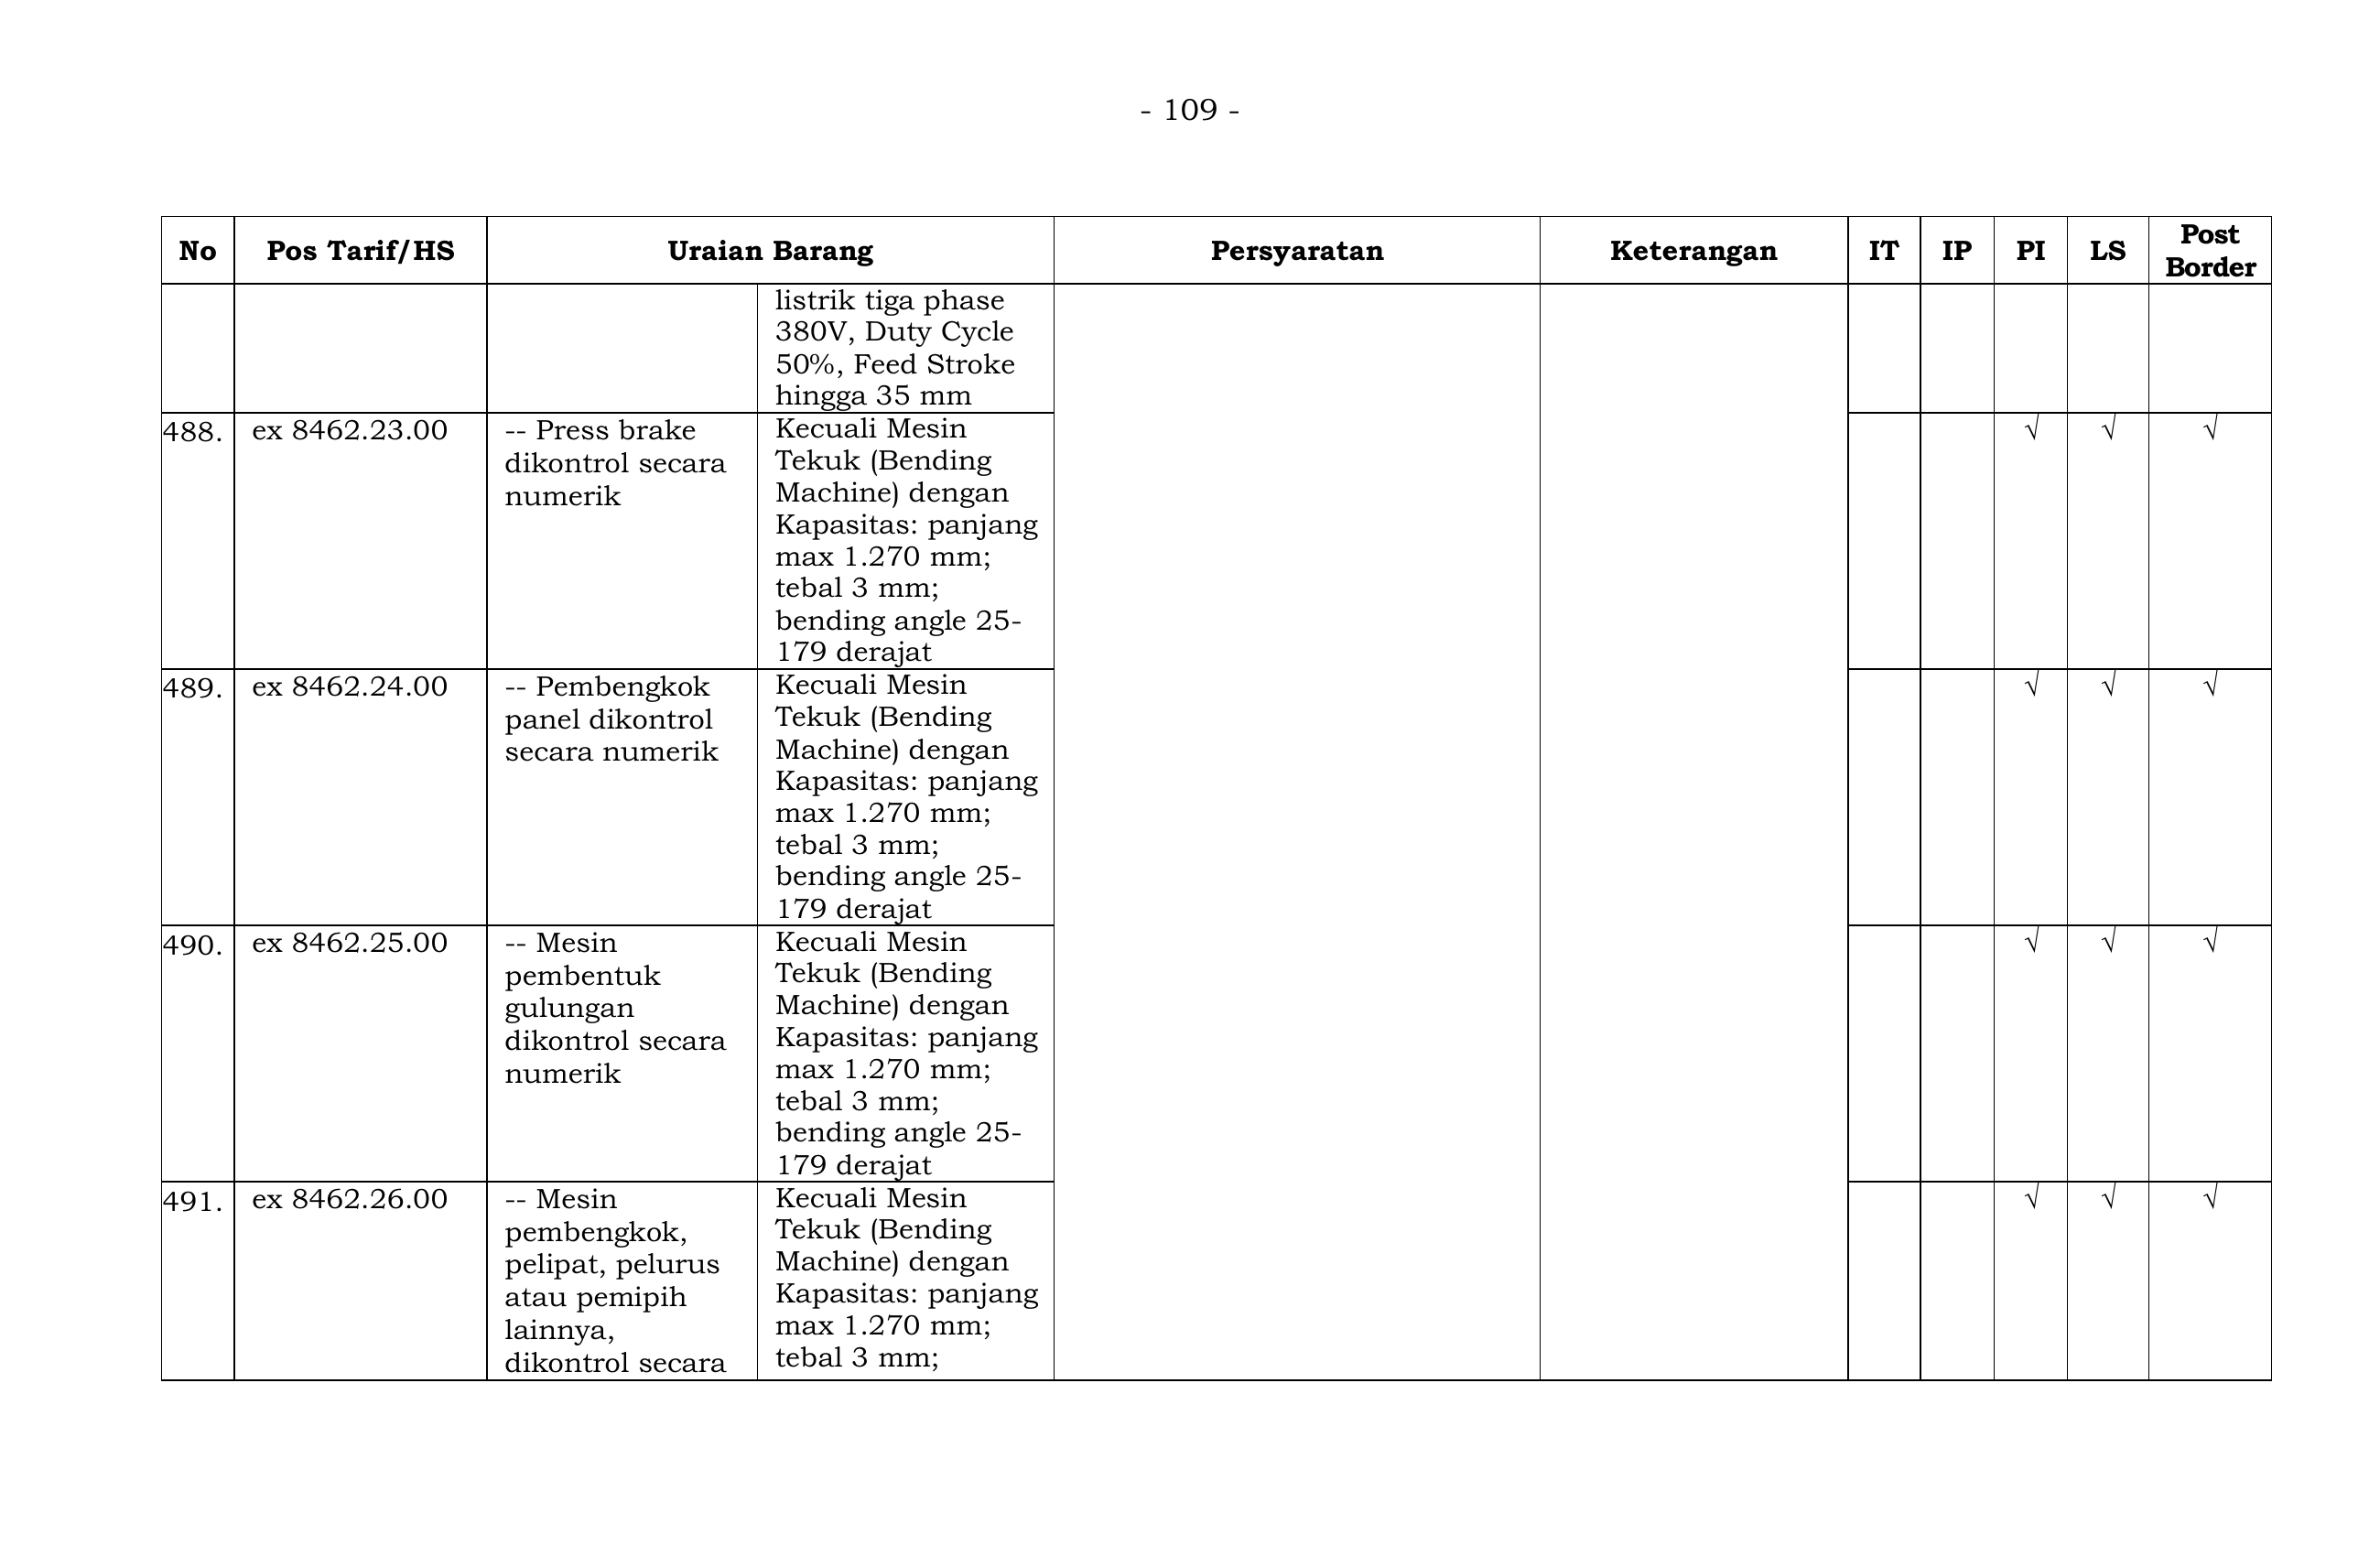 - 109 -
No Pos Tarif/HS Uraian Barang Persyaratan Keterangan IT IP PI LS Post Border
listrik tiga phase
380V, Duty Cycle
50%, Feed Stroke
hingga 35 mm
488. ex 8462.23.00 -- Press brake Kecuali Mesin √ √ √
dikontrol secara Tekuk (Bending
numerik Machine) dengan
Kapasitas: panjang
max 1.270 mm;
tebal 3 mm;
bending angle 25-
179 derajat
489. ex 8462.24.00 -- Pembengkok Kecuali Mesin √ √ √
panel dikontrol Tekuk (Bending
secara numerik Machine) dengan
Kapasitas: panjang
max 1.270 mm;
tebal 3 mm;
bending angle 25-
179 derajat
490. ex 8462.25.00 -- Mesin Kecuali Mesin √ √ √
pembentuk Tekuk (Bending
gulungan Machine) dengan
dikontrol secara Kapasitas: panjang
numerik max 1.270 mm;
tebal 3 mm;
bending angle 25-
179 derajat
491. ex 8462.26.00 -- Mesin Kecuali Mesin √ √ √
pembengkok, Tekuk (Bending
pelipat, pelurus Machine) dengan
atau pemipih Kapasitas: panjang
lainnya, max 1.270 mm;
dikontrol secara tebal 3 mm;